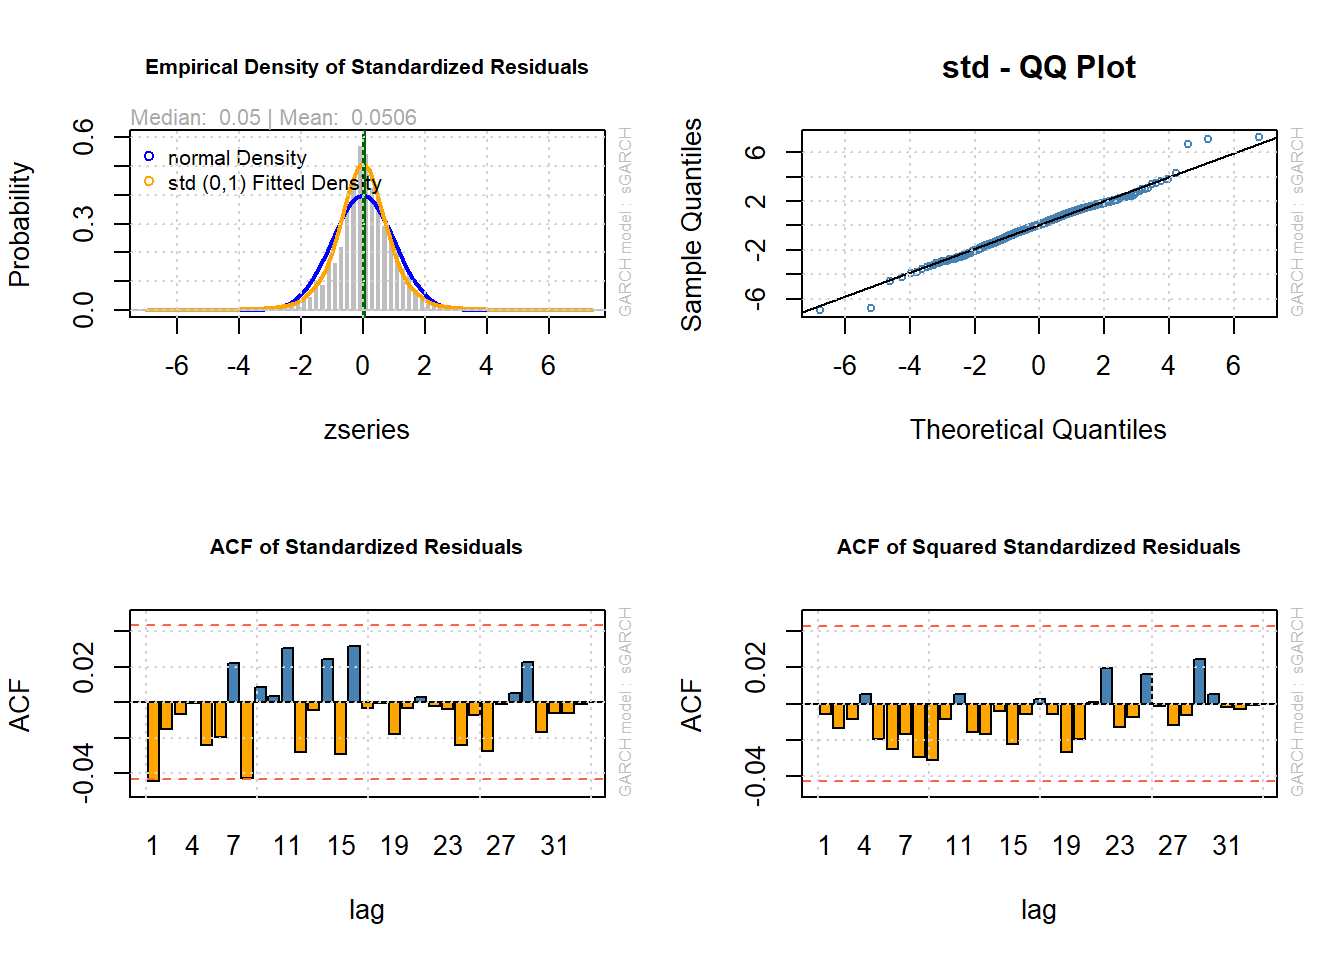 Empirical Density of Standardized Residuals
Median:  0.05 | Mean:  0.0506
normal Density
std (0,1) Fitted Density
Probability
0.0
0.3
0.6
-6
-4
-2
0
2
4
6
zseries
GARCH model :  sGARCH
std - QQ Plot
Sample Quantiles
-6
-2
2
6
-6
-4
-2
0
2
4
6
Theoretical Quantiles
GARCH model :  sGARCH
ACF of Standardized Residuals
ACF
-0.04
0.02
1
4
7
11
15
19
23
27
31
lag
GARCH model :  sGARCH
ACF of Squared Standardized Residuals
ACF
-0.04
0.02
1
4
7
11
15
19
23
27
31
lag
GARCH model :  sGARCH